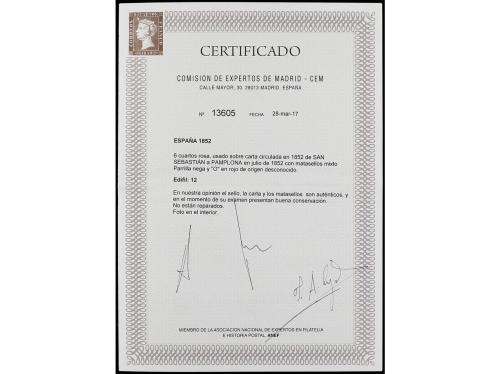 CERTIFICADO
COMISION DE EXPERTOS DE MADRID - CEM
CALLE MAYOR, 30. 28013 MADRID. ESPAÑA
Nº 13605 FECHA 28-mar-17
ESPAÑA 1852
6 cuartos rosa, usado sobre carta circulada en 1852 de SAN
SEBASTIÁN a PAMPLONA en julio de 1852 con matasellos mixto
Parrilla nega y "O" en rojo de origen desconocido.
Edifil: 12
En nuestra opinión el sello, la carta y los matasellos son auténticos, y
en el momento de su examen presentan buena conservación.
No están reparados.
Foto en el interior.
MIEMBRO DE LA ASOCIACION NACIONAL DE EXPERTOS EN FILATELIA
E HISTORIA POSTAL. ANEF